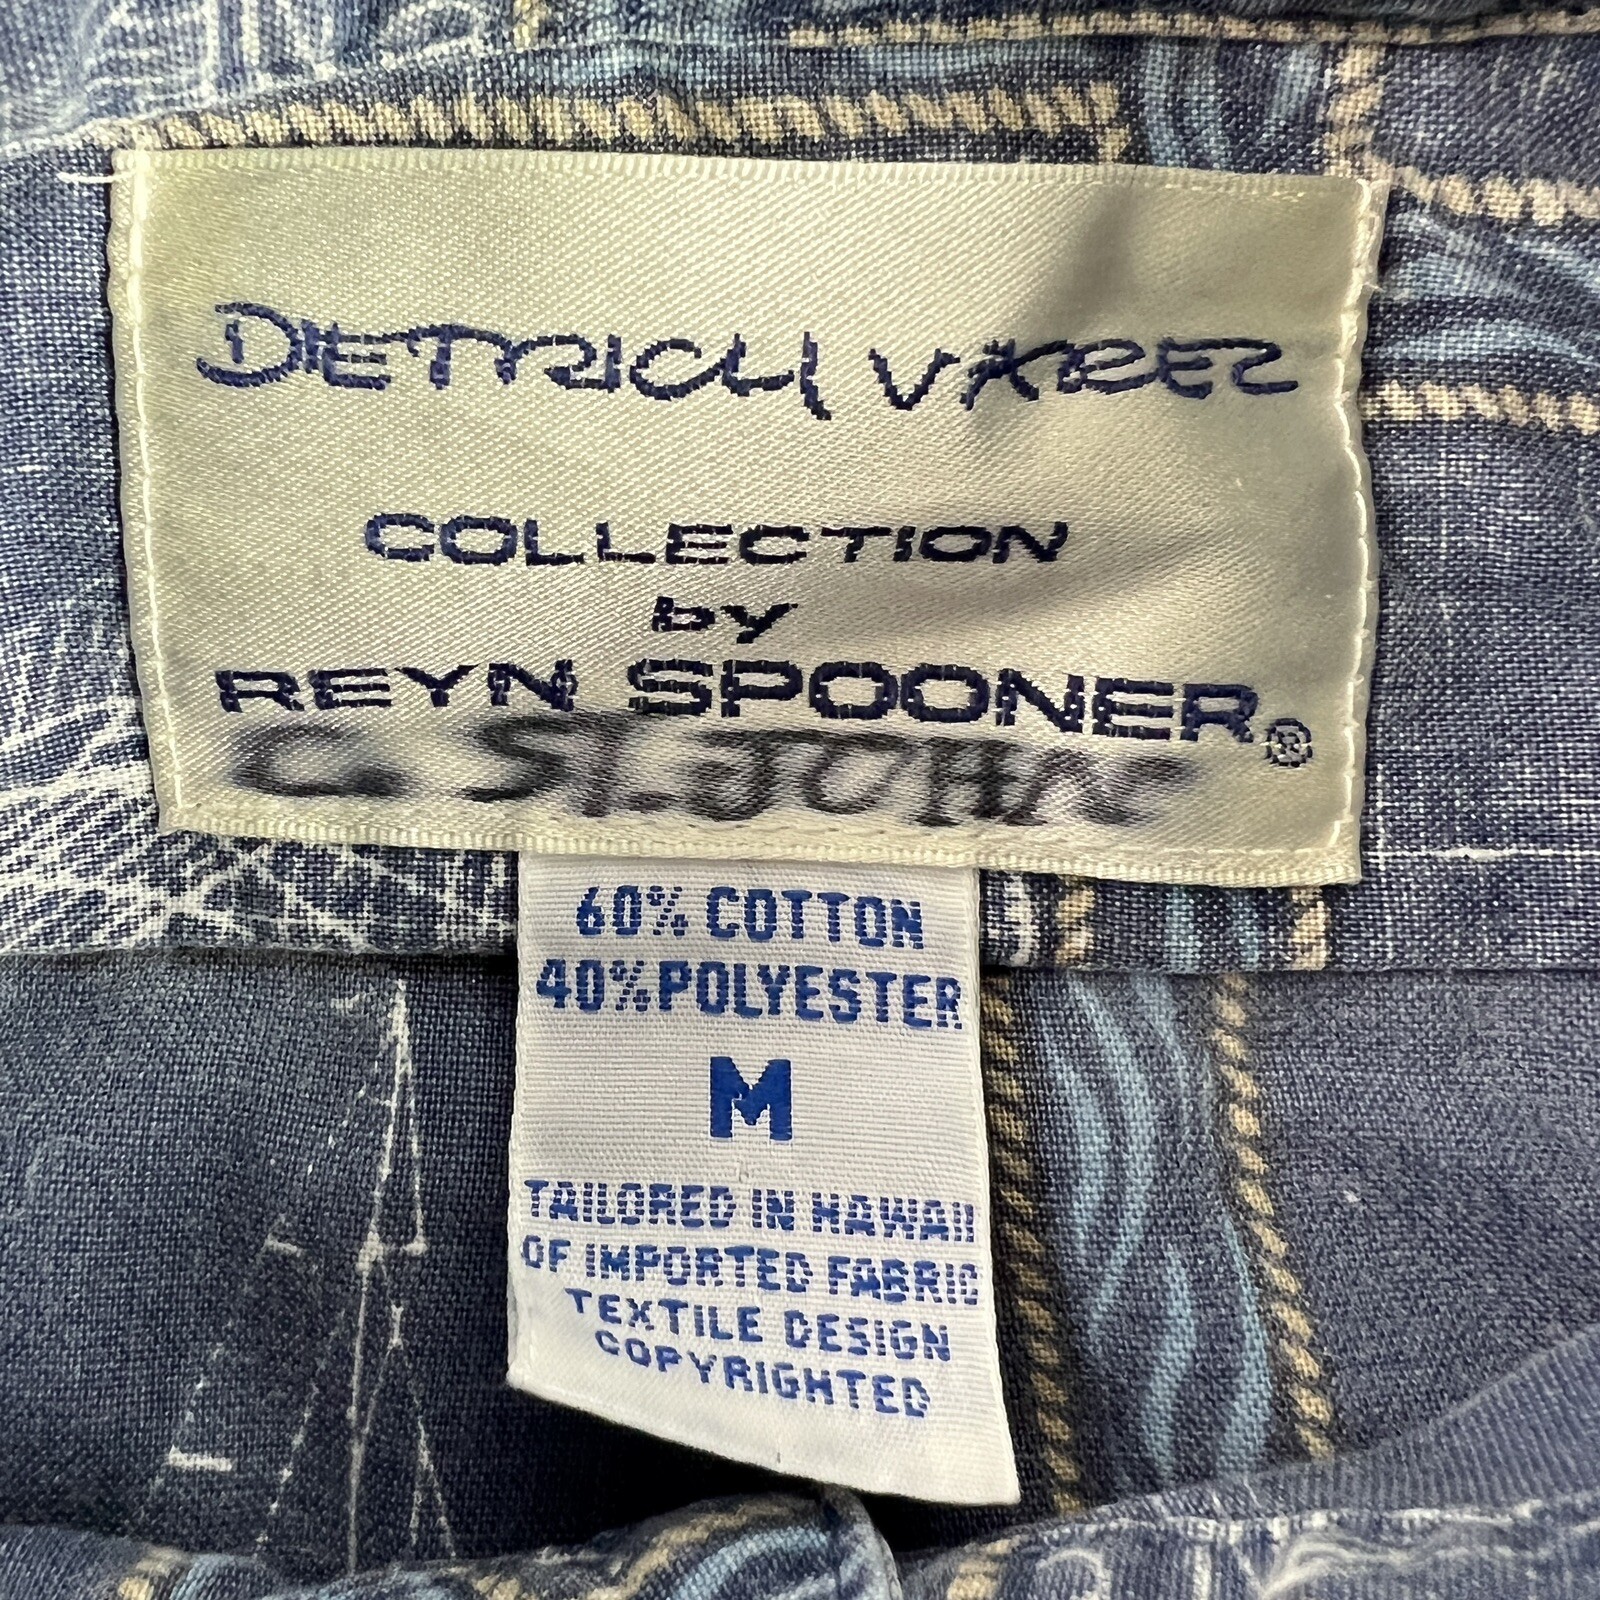 DIETRICH VAREZ
COLLECTION
by
REYN SPOONER®
C.
60% COTTON
40% POLYESTER
M
TAILORED IN HAWAII
OF IMPORTED FABRIC
TEXTILE DESIGN
COPYRIGHTED